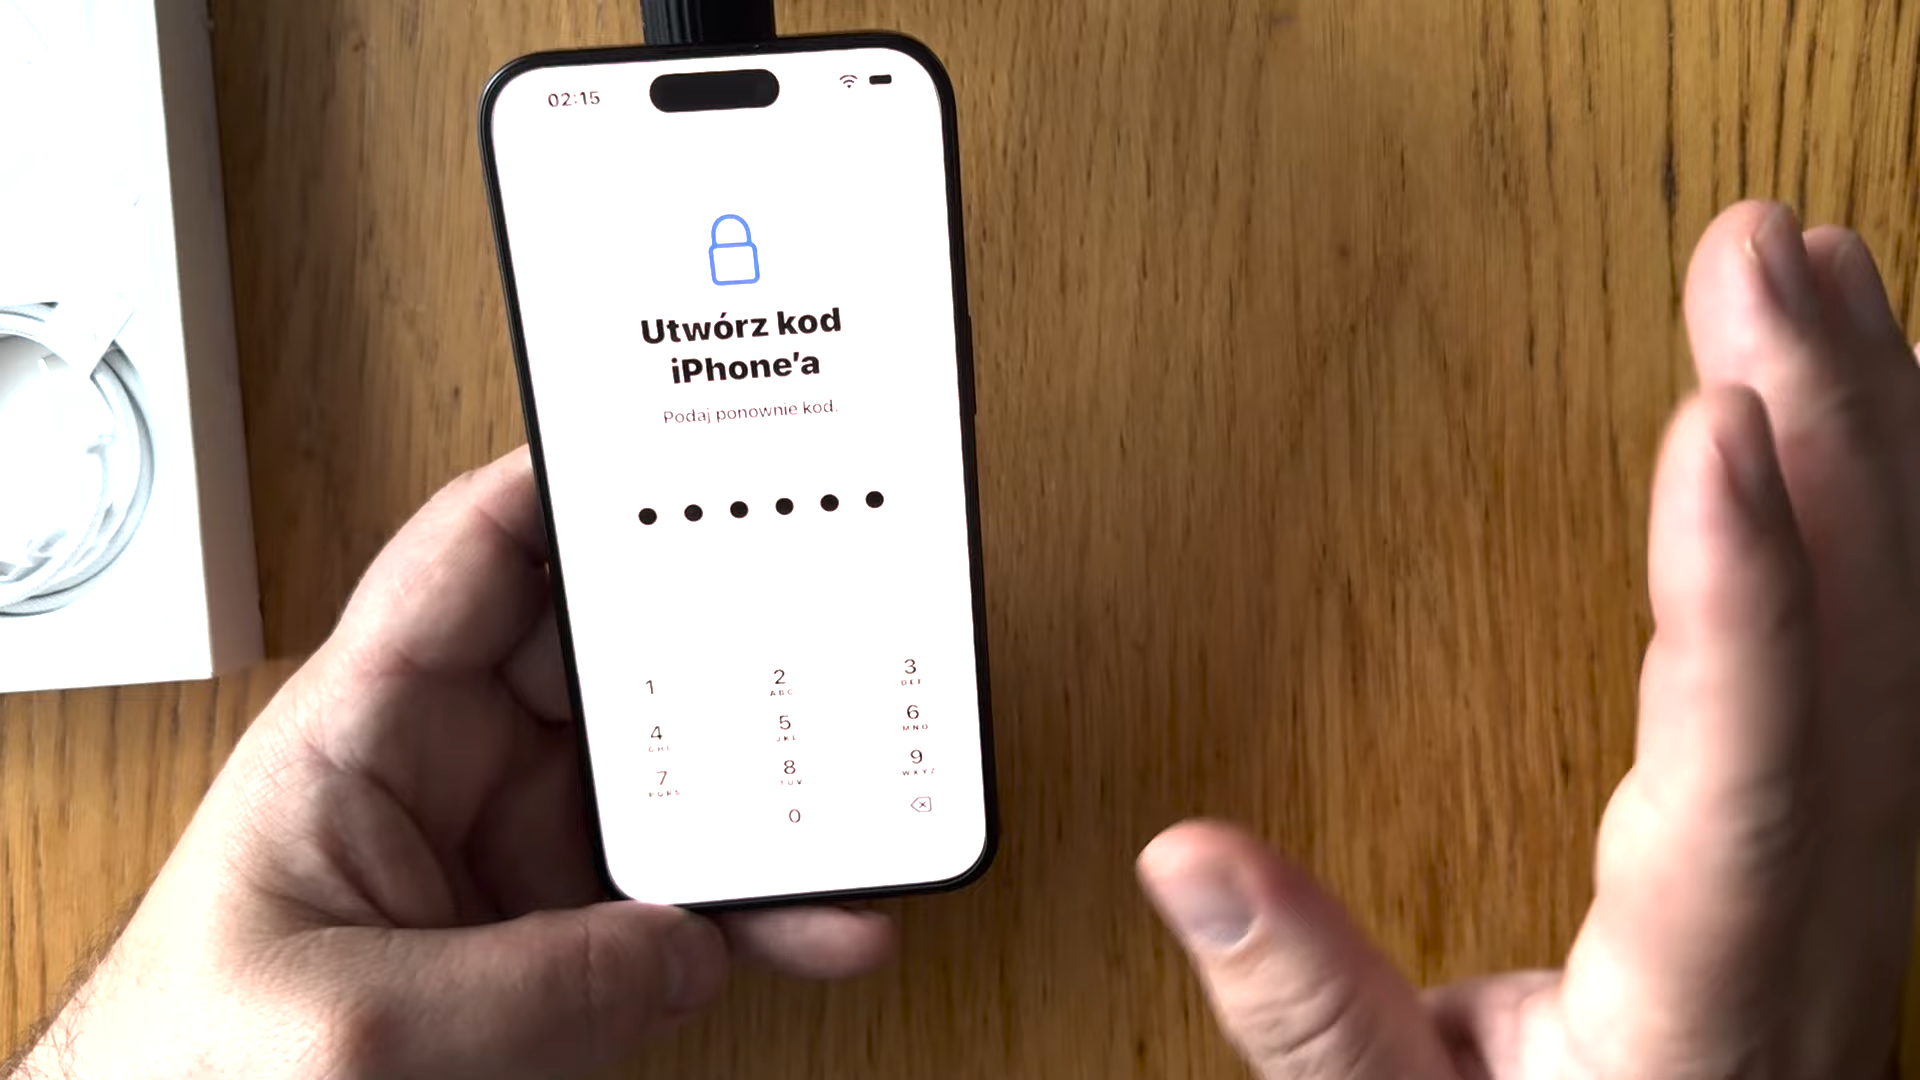 02:15
Utwórz kod
iPhone'a
Podaj ponownie kod.
1 2 3
ABC DEF
4 5 6
GHI JKL MNO
7 8 9
PQRS TUV WXYZ
0